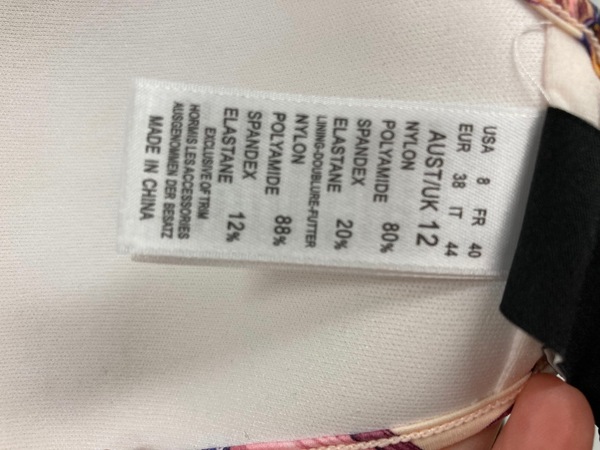 USA 8 FR 40
EUR 38 IT 44
AUST/UK 12
NYLON
POLYAMIDE 80%
SPANDEX
ELASTANE 20%
LINING-DOUBLURE-FUTTER
NYLON
POLYAMIDE 88%
SPANDEX
ELASTANE 12%
EXCLUSIVE OF TRIM
HORMIS LES ACCESSORIES
AUSGENOMMEN DER BESATZ
MADE IN CHINA